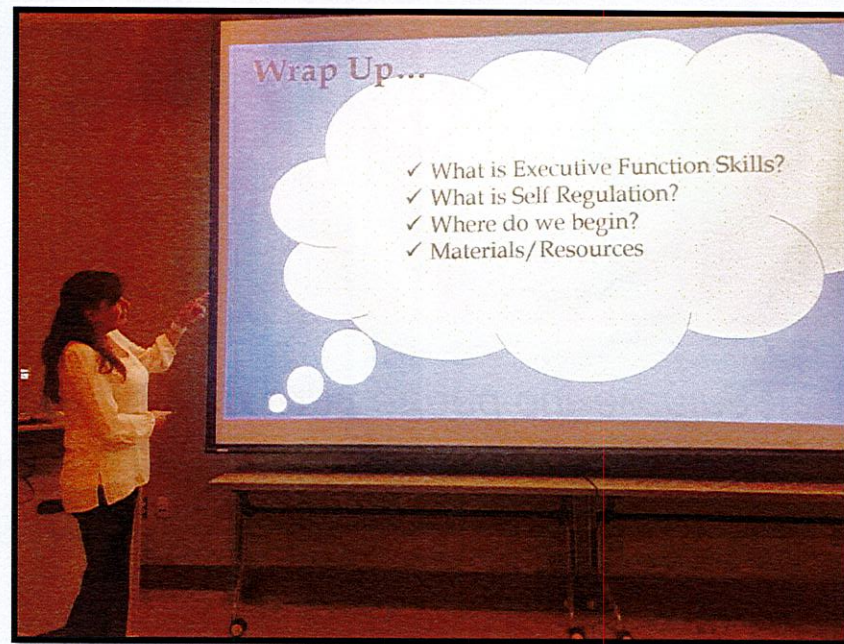 Wrap Up...
✓ What is Executive Function Skills?
✓ What is Self Regulation?
✓ Where do we begin?
✓ Materials/Resources